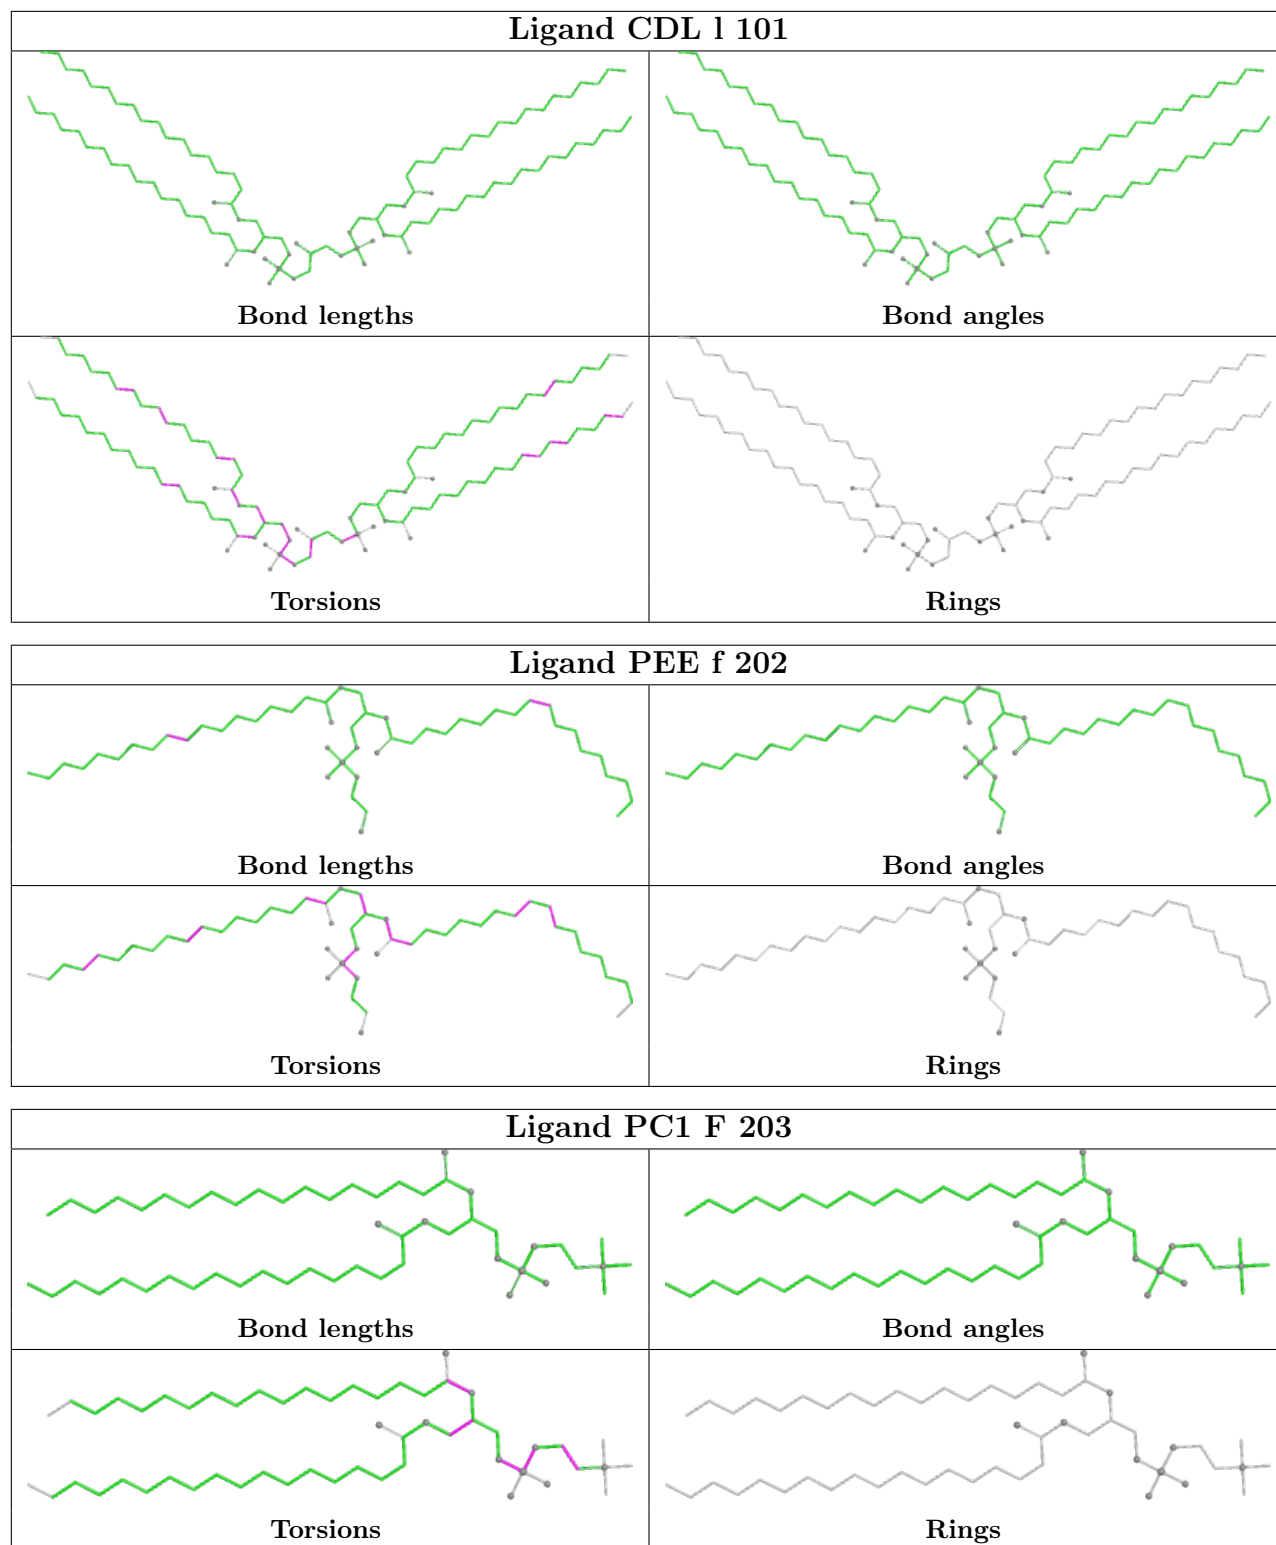 Ligand CDL l 101
Bond lengths
Bond angles
Torsions
Rings
Ligand PEE f 202
Bond lengths
Bond angles
Torsions
Rings
Ligand PC1 F 203
Bond lengths
Bond angles
Torsions
Rings